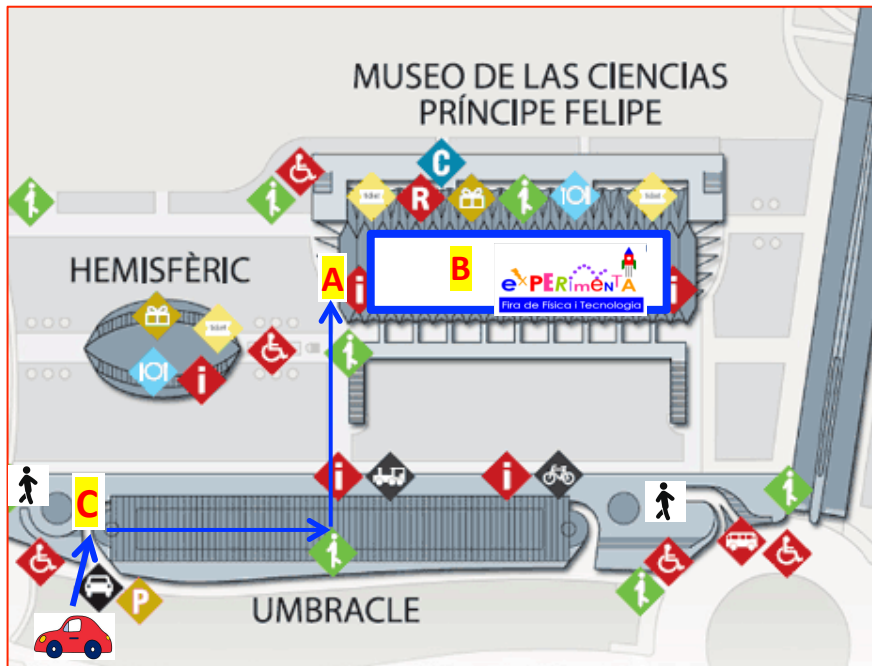 MUSEO DE LAS CIENCIAS
PRÍNCIPE FELIPE
C
R
A
B
eXPERimENTA
Fira de Física i Tecnologia
i
i
HEMISFÈRIC
i
i
i
C
P
UMBRACLE